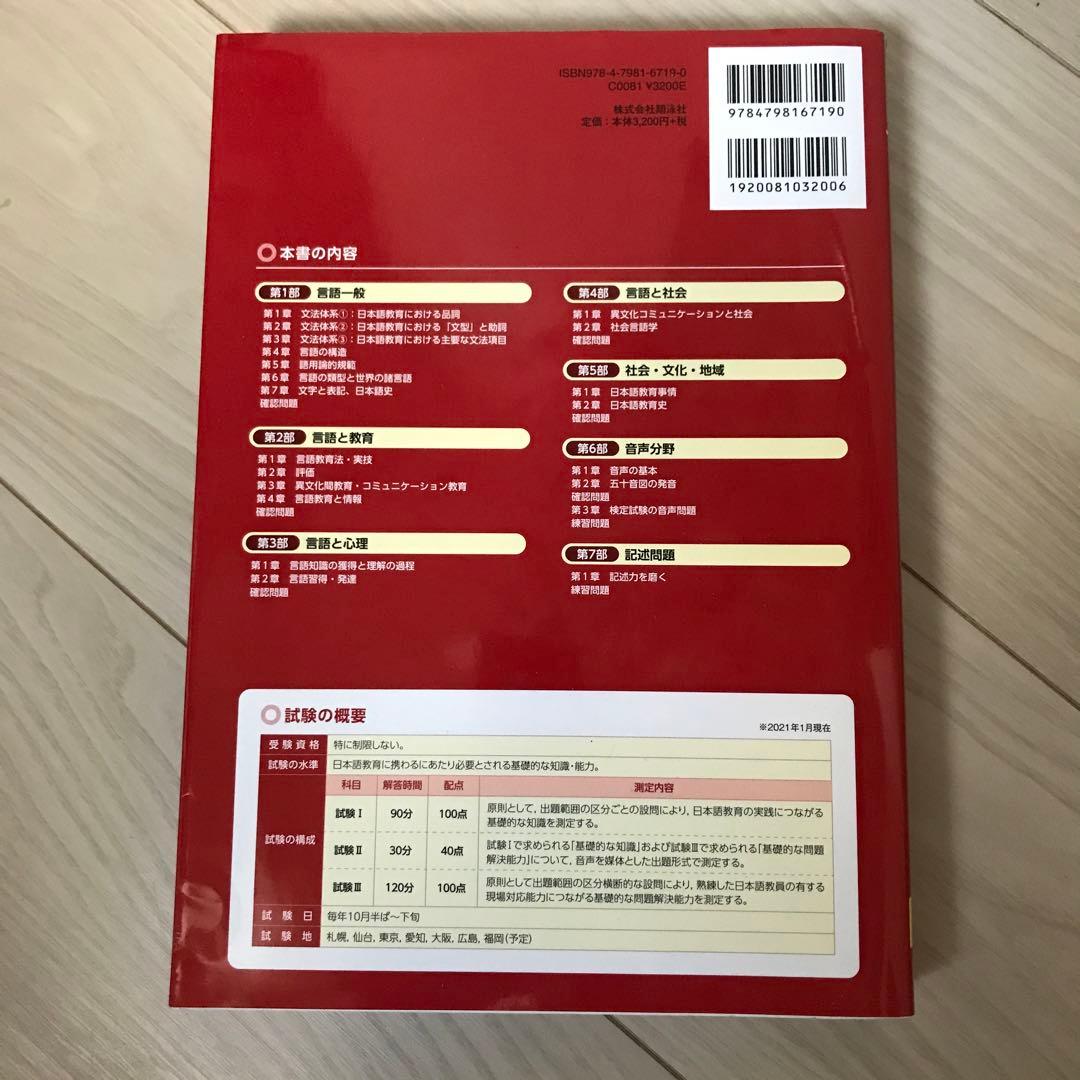 ISBN978-4-7981-6719-0
C0081 ¥3200E
株式会社翔泳社
定価：本体3,200円+税
9784798167190
1920081032006
本書の内容
第1部 言語一般
第1章 文法体系①：日本語教育における品詞
第2章 文法体系②：日本語教育における「文型」と助詞
第3章 文法体系③：日本語教育における主要な文法項目
第4章 言語の構造
第5章 語用論的規範
第6章 言語の類型と世界の諸言語
第7章 文字と表記、日本語史
確認問題
第2部 言語と教育
第1章 言語教育法・実技
第2章 評価
第3章 異文化間教育・コミュニケーション教育
第4章 言語教育と情報
確認問題
第3部 言語と心理
第1章 言語知識の獲得と理解の過程
第2章 言語習得・発達
確認問題
第4部 言語と社会
第1章 異文化コミュニケーションと社会
第2章 社会言語学
確認問題
第5部 社会・文化・地域
第1章 日本語教育事情
第2章 日本語教育史
確認問題
第6部 音声分野
第1章 音声の基本
第2章 五十音図の発音
確認問題
第3章 検定試験の音声問題
練習問題
第7部 記述問題
第1章 記述力を磨く
練習問題
試験の概要
※2021年1月現在
受験資格 特に制限しない。
試験の水準 日本語教育に携わるにあたり必要とされる基礎的な知識・能力。
試験の構成
科目 解答時間 配点 測定内容
試験Ⅰ 90分 100点 原則として，出題範囲の区分ごとの設問により，日本語教育の実践につながる
基礎的な知識を測定する。
試験Ⅱ 30分 40点 試験Ⅰで求められる「基礎的な知識」および試験Ⅲで求められる「基礎的な問題
解決能力」について，音声を媒体とした出題形式で測定する。
試験Ⅲ 120分 100点 原則として出題範囲の区分横断的な設問により，熟練した日本語教員の有する
現場対応能力につながる基礎的な問題解決能力を測定する。
試験日 毎年10月半ば～下旬
試験地 札幌，仙台，東京，愛知，大阪，広島，福岡（予定）